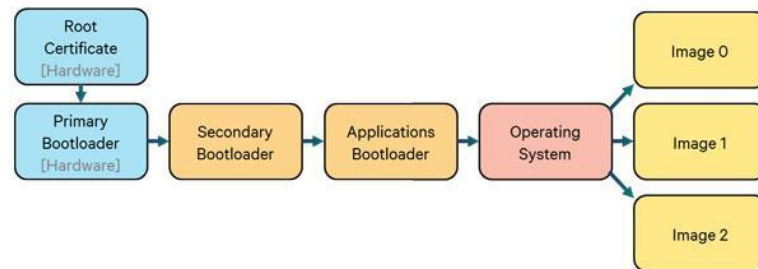 Root
Certificate
[Hardware]
Primary
Bootloader
[Hardware]
Secondary
Bootloader
Applications
Bootloader
Operating
System
Image 0
Image 1
Image 2